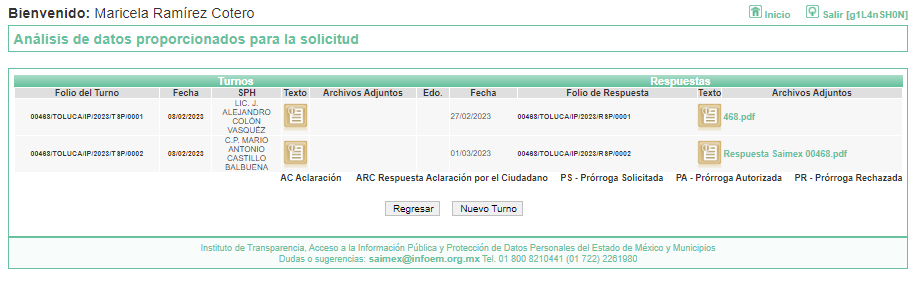 Bienvenido: Maricela Ramírez Cotero
Inicio Salir [g1L4nSH0N]
Análisis de datos proporcionados para la solicitud
Turnos Respuestas
Folio del Turno Fecha SPH Texto Archivos Adjuntos Edo. Fecha Folio de Respuesta Texto Archivos Adjuntos
00468/TOLUCA/IP/2023/TSP/0001 08/02/2023 LIC. J. ALEJANDRO COLÓN VASQUÉZ 27/02/2023 00468/TOLUCA/IP/2023/RSP/0001 468.pdf
00468/TOLUCA/IP/2023/TSP/0002 08/02/2023 C.P. MARIO ANTONIO CASTILLO BALBUENA 01/03/2023 00468/TOLUCA/IP/2023/RSP/0002 Respuesta Saimex 00468.pdf
AC Aclaración ARC Respuesta Aclaración por el Ciudadano PS - Prórroga Solicitada PA - Prórroga Autorizada PR - Prórroga Rechazada
Regresar Nuevo Turno
Instituto de Transparencia, Acceso a la Información Pública y Protección de Datos Personales del Estado de México y Municipios
Dudas o sugerencias: saimex@infoem.org.mx Tel. 01 800 8210441 (01 722) 2261980